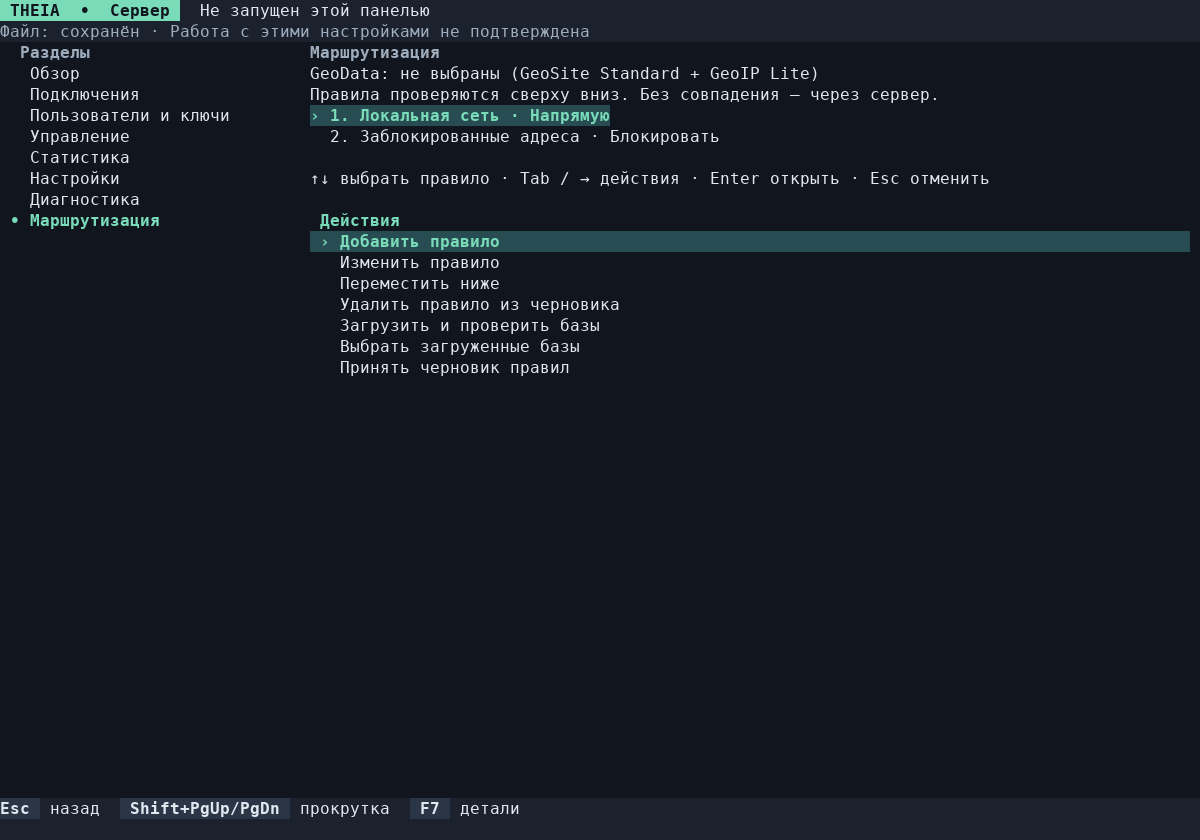 THEIA • Сервер Не запущен этой панелью
Файл: сохранён · Работа с этими настройками не подтверждена
Разделы
Обзор
Подключения
Пользователи и ключи
Управление
Статистика
Настройки
Диагностика
• Маршрутизация
Маршрутизация
GeoData: не выбраны (GeoSite Standard + GeoIP Lite)
Правила проверяются сверху вниз. Без совпадения — через сервер.
› 1. Локальная сеть · Напрямую
2. Заблокированные адреса · Блокировать
↑↓ выбрать правило · Tab / → действия · Enter открыть · Esc отменить
Действия
› Добавить правило
Изменить правило
Переместить ниже
Удалить правило из черновика
Загрузить и проверить базы
Выбрать загруженные базы
Принять черновик правил
Esc назад Shift+PgUp/PgDn прокрутка F7 детали